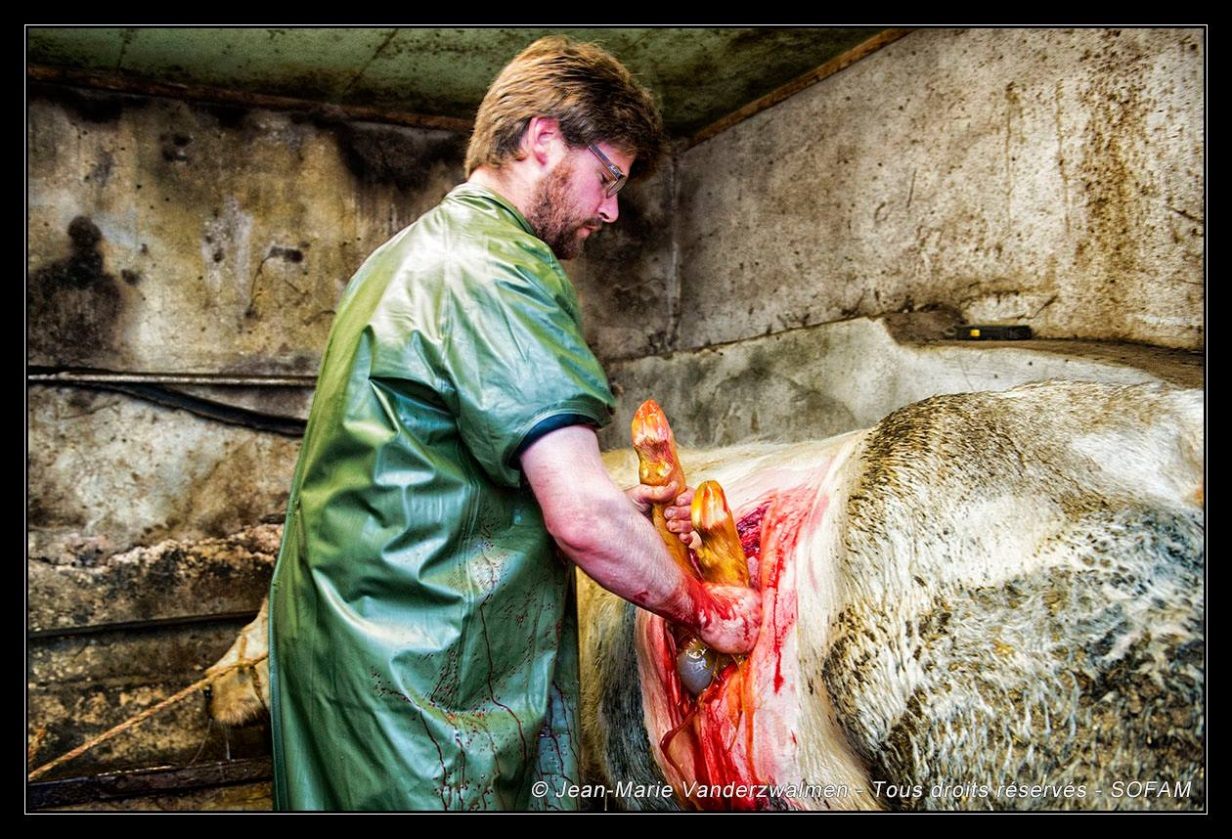 © Jean-Marie Vanderzwalmen - Tous droits réservés - SOFAM